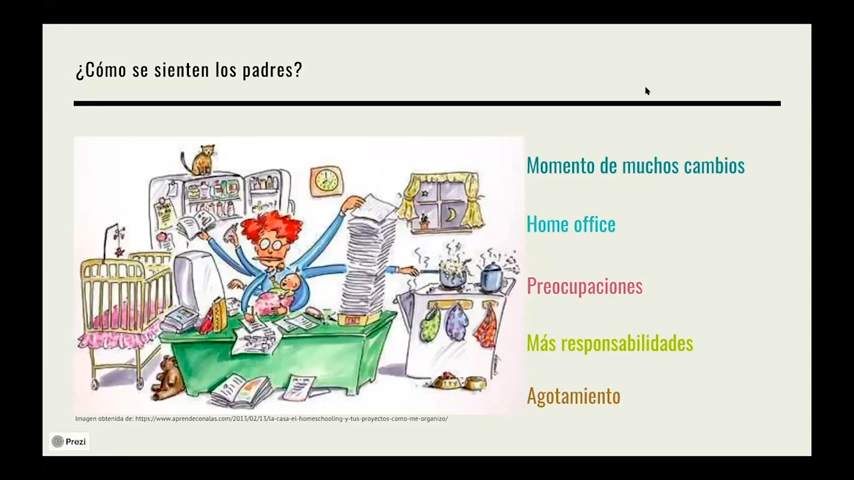 ¿Cómo se sienten los padres?
Momento de muchos cambios
Home office
Preocupaciones
Más responsabilidades
Agotamiento
Imagen obtenida de: https://www.aprendeconalas.com/2013/02/13/la-casa-el-homeschooling-y-tus-proyectos-como-me-organizo/
Prezi